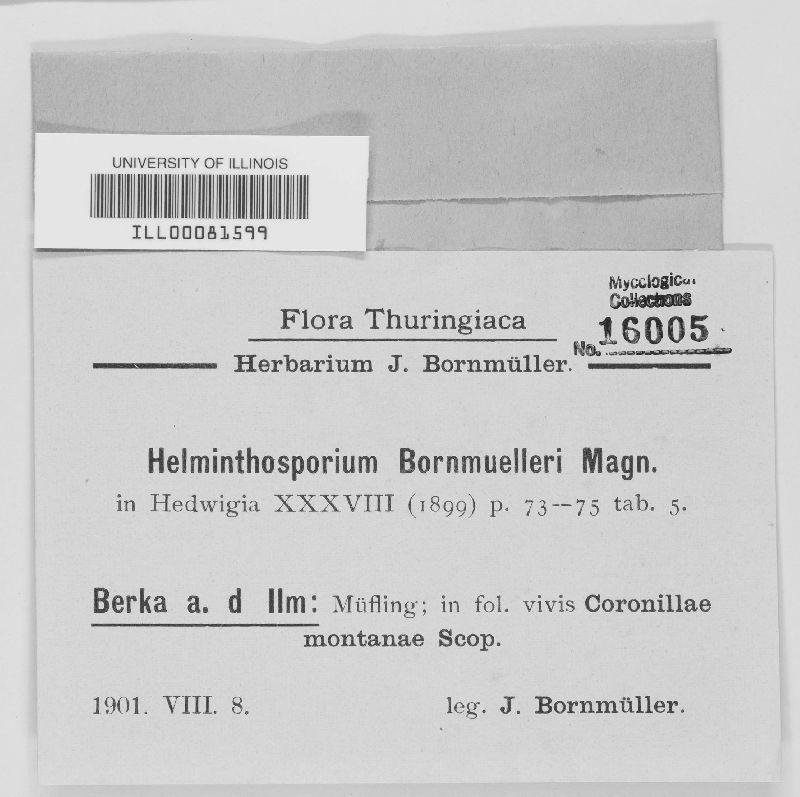 UNIVERSITY OF ILLINOIS
ILL00081599
Mycological
Collections
No. 16005
Flora Thuringiaca
Herbarium J. Bornmüller.
Helminthosporium Bornmuelleri Magn.
in Hedwigia XXXVIII (1899) p. 73—75 tab. 5.
Berka a. d Ilm: Müfling; in fol. vivis Coronillae
montanae Scop.
1901. VIII. 8. leg. J. Bornmüller.